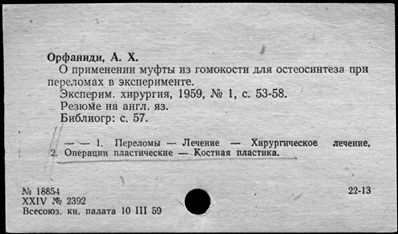 Орфаниди, А. Х.
О применении муфты из гомокости для остеосинтеза при
переломах в эксперименте.
Эксперим. хирургия, 1959, № 1, с. 53-58.
Резюме на англ. яз.
Библиогр: с. 57.
— — 1. Переломы — Лечение — Хирургическое лечение.
2. Операции пластические — Костная пластика.
№ 18854
22-13
XXIV № 2392
Всесоюз. кн. палата 10 III 59